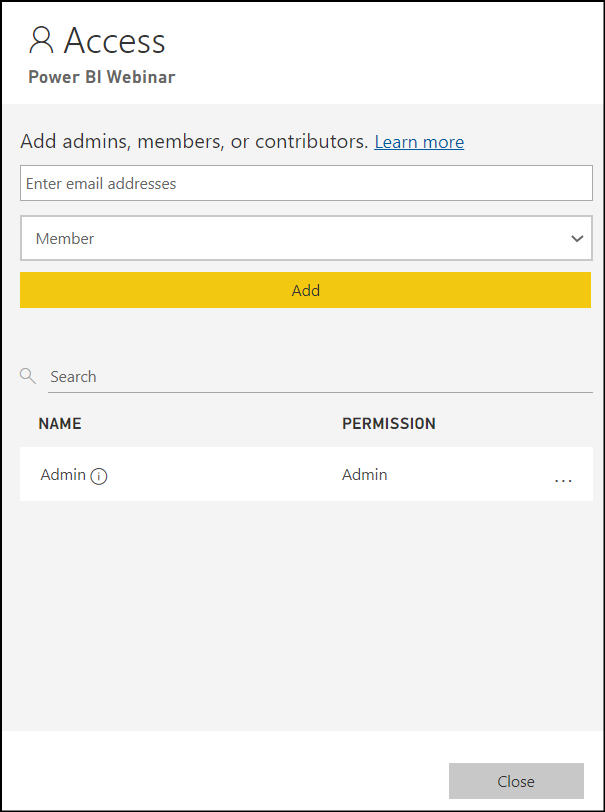 Access
Power BI Webinar
Add admins, members, or contributors. Learn more
Enter email addresses
Member
Add
Search
NAME PERMISSION
Admin Admin ...
Close